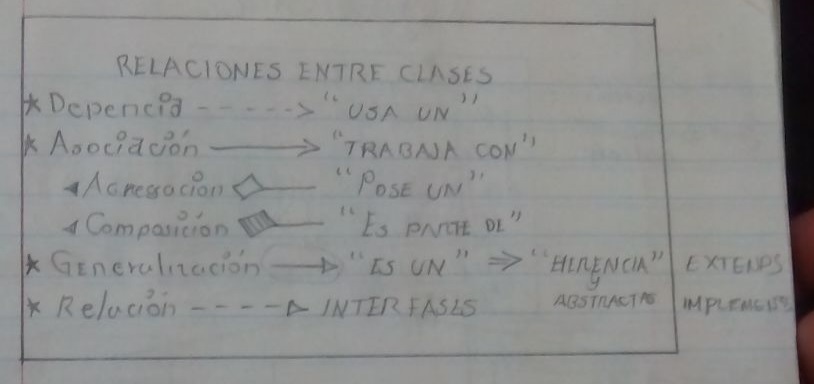 RELACIONES ENTRE CLASES
* Depencia - - - - -> "USA UN"
* Asociación ——> "TRABAJA CON"
Agregación ◇—— "POSE UN"
Composición ◆—— "ES PARTE DE"
* Generalización ——▷ "ES UN" => "HERENCIA" EXTENDS
Y
* Relación - - - -▷ INTERFASES ABSTRACTAS IMPLEMENTS